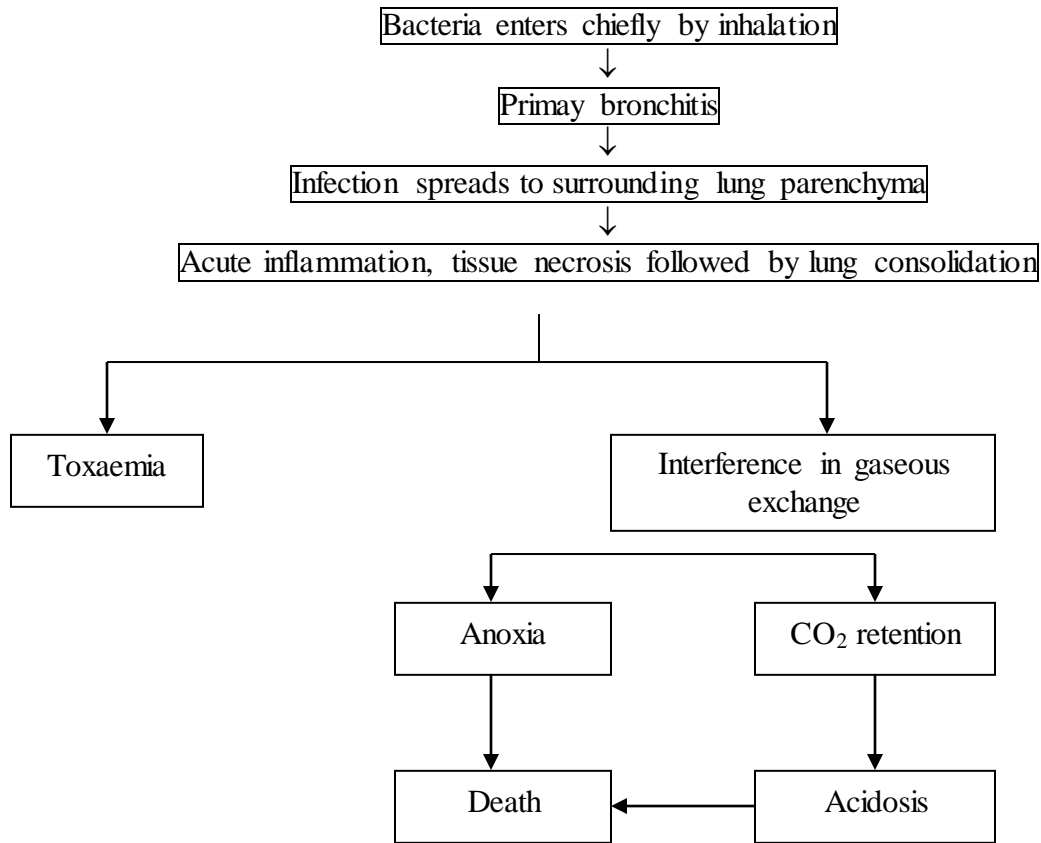 Bacteria enters chiefly by inhalation
↓
Primay bronchitis
↓
Infection spreads to surrounding lung parenchyma
↓
Acute inflammation, tissue necrosis followed by lung consolidation
Toxaemia
Interference in gaseous
exchange
Anoxia
CO₂ retention
Death
Acidosis